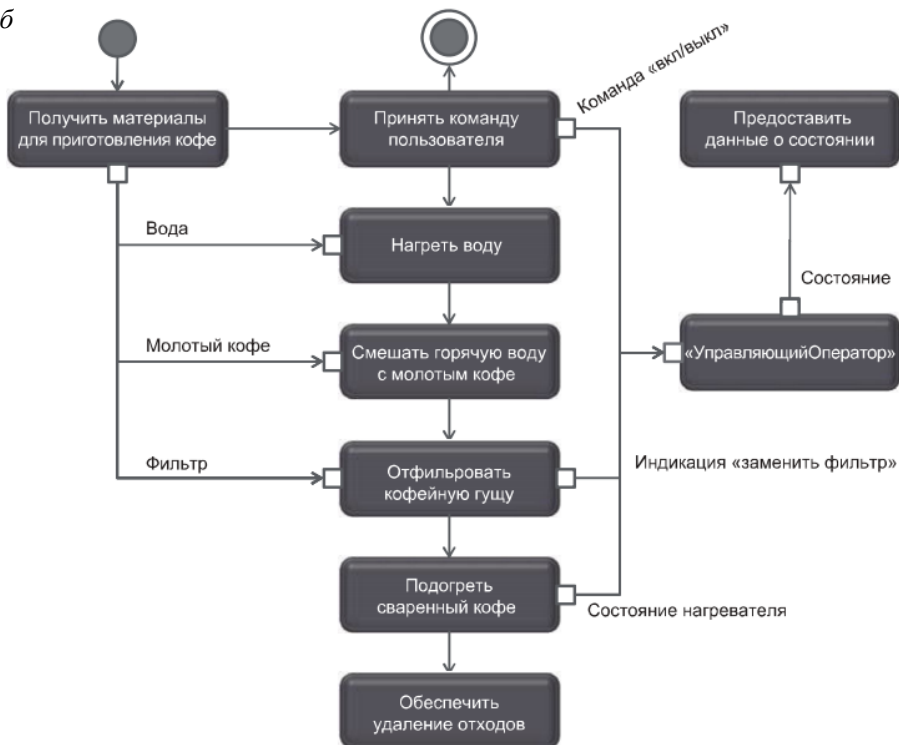 б
Команда «вкл/выкл»
Получить материалы
для приготовления кофе
Принять команду
пользователя
Предоставить
данные о состоянии
Вода
Нагреть воду
Состояние
Молотый кофе
Смешать горячую воду
с молотым кофе
«УправляющийОператор»
Фильтр
Отфильровать
кофейную гущу
Индикация «заменить фильтр»
Подогреть
сваренный кофе
Состояние нагревателя
Обеспечить
удаление отходов